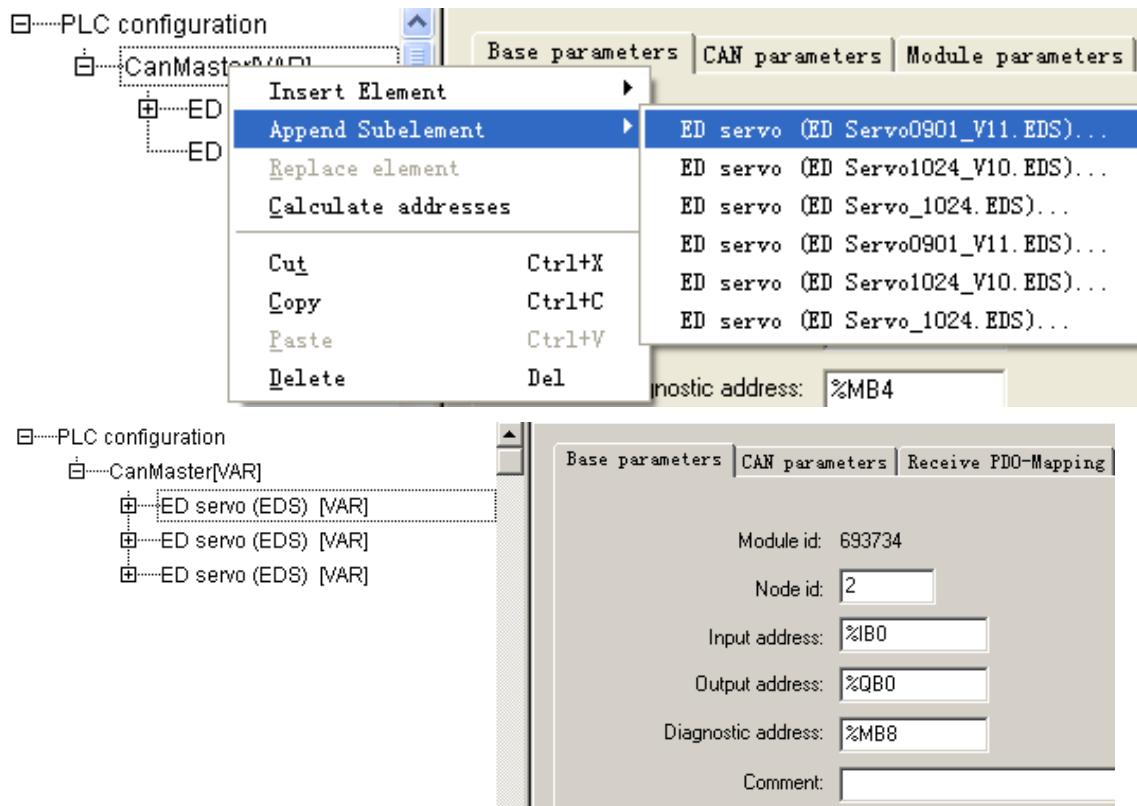 PLC configuration
CanMaster[VAR]
ED
ED
Insert Element
Append Subelement
Replace element
Calculate addresses
Cut Ctrl+X
Copy Ctrl+C
Paste Ctrl+V
Delete Del
Base parameters CAN parameters Module parameters
ED servo (ED Servo0901_V11.EDS)...
ED servo (ED Servo1024_V10.EDS)...
ED servo (ED Servo_1024.EDS)...
ED servo (ED Servo0901_V11.EDS)...
ED servo (ED Servo1024_V10.EDS)...
ED servo (ED Servo_1024.EDS)...
gnostic address: %MB4
PLC configuration
CanMaster[VAR]
ED servo (EDS) [VAR]
ED servo (EDS) [VAR]
ED servo (EDS) [VAR]
Base parameters CAN parameters Receive PDO-Mapping
Module id: 693734
Node id: 2
Input address: %IB0
Output address: %QB0
Diagnostic address: %MB8
Comment: